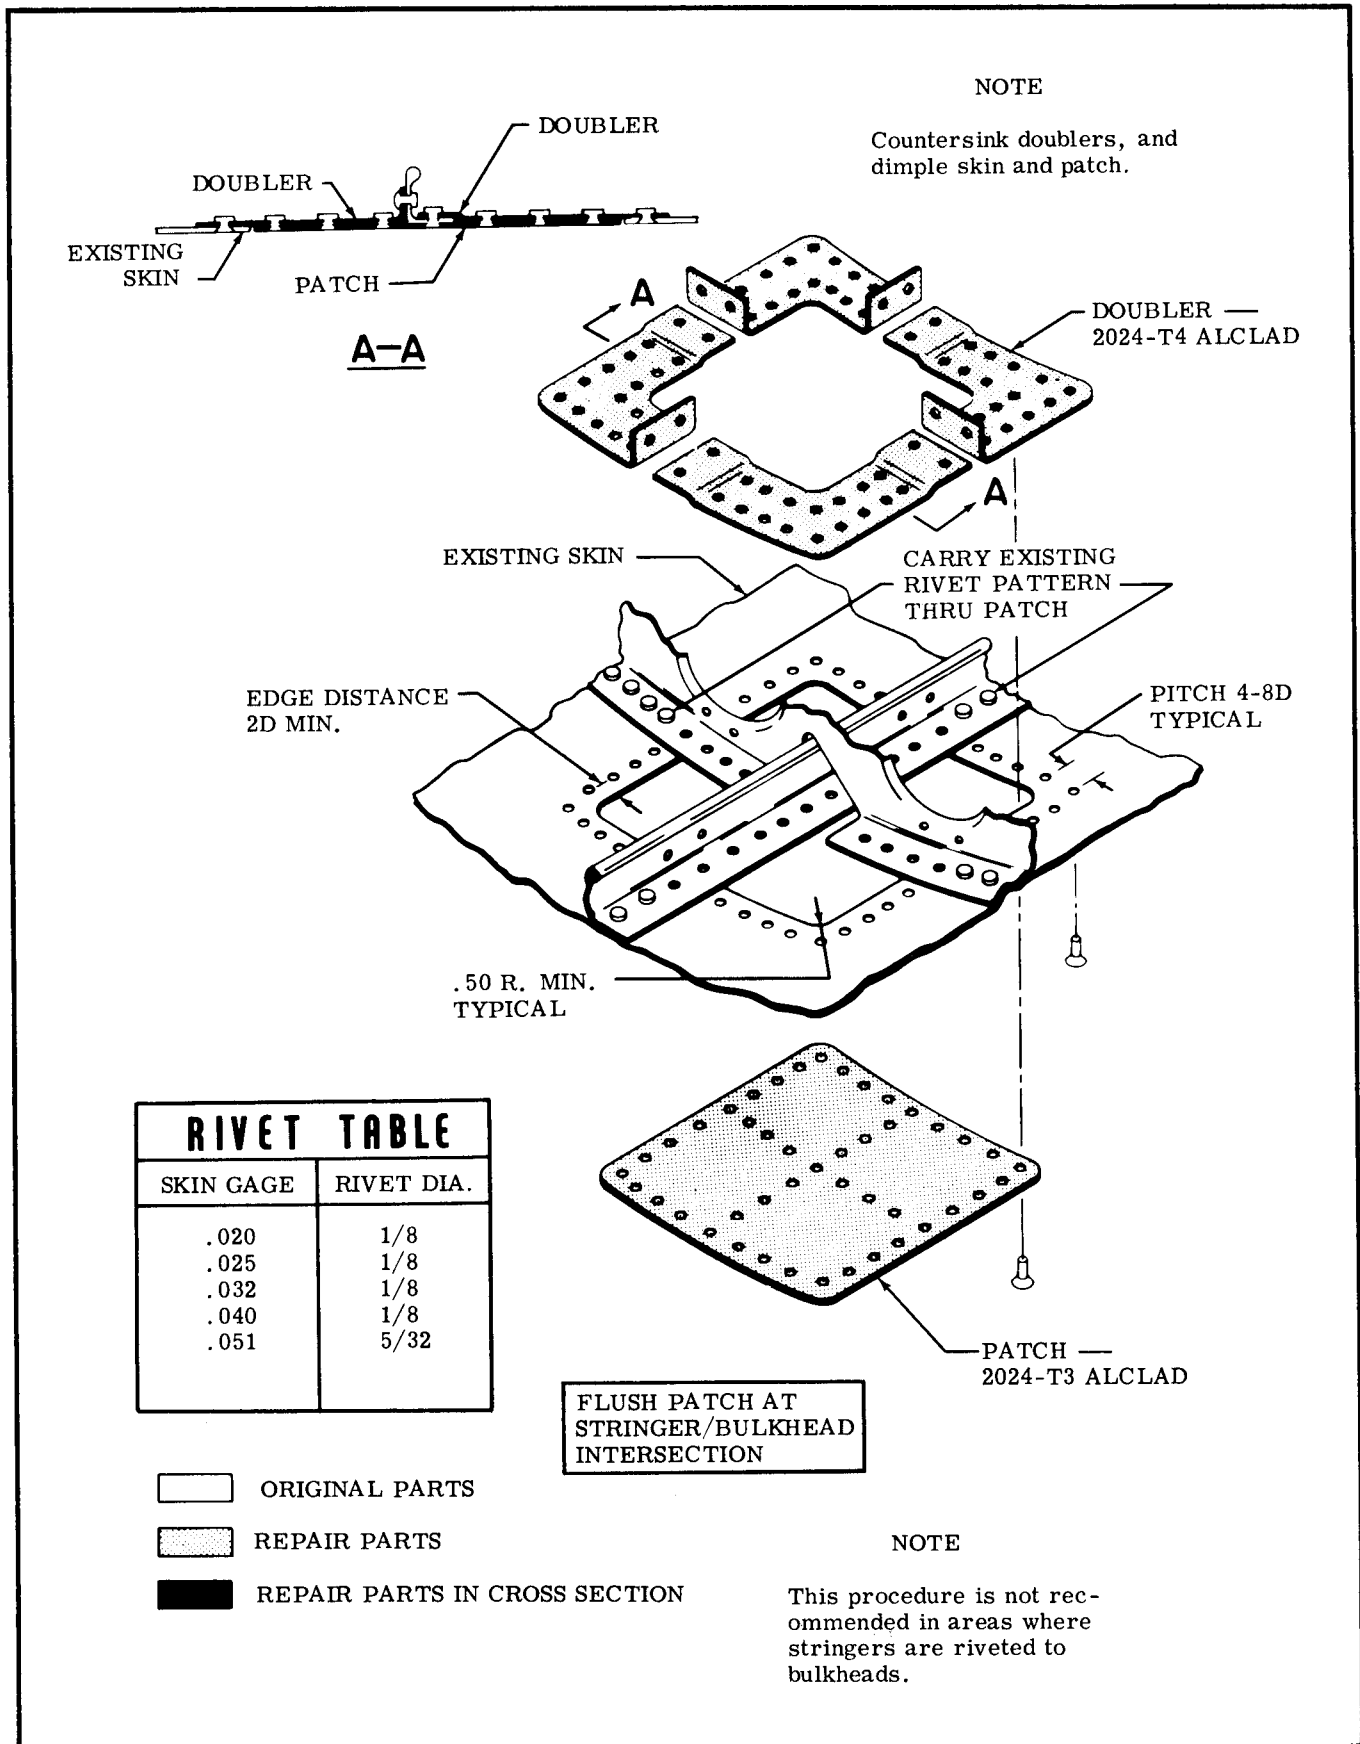 NOTE
Countersink doublers, and
dimple skin and patch.
DOUBLER
DOUBLER
EXISTING
SKIN
PATCH
A-A
A
DOUBLER —
2024-T4 ALCLAD
A
EXISTING SKIN
CARRY EXISTING
RIVET PATTERN
THRU PATCH
EDGE DISTANCE
2D MIN.
PITCH 4-8D
TYPICAL
.50 R. MIN.
TYPICAL
RIVET TABLE
SKIN GAGE RIVET DIA.
.020 1/8
.025 1/8
.032 1/8
.040 1/8
.051 5/32
PATCH —
2024-T3 ALCLAD
FLUSH PATCH AT
STRINGER/BULKHEAD
INTERSECTION
ORIGINAL PARTS
REPAIR PARTS
REPAIR PARTS IN CROSS SECTION
NOTE
This procedure is not rec-
ommended in areas where
stringers are riveted to
bulkheads.